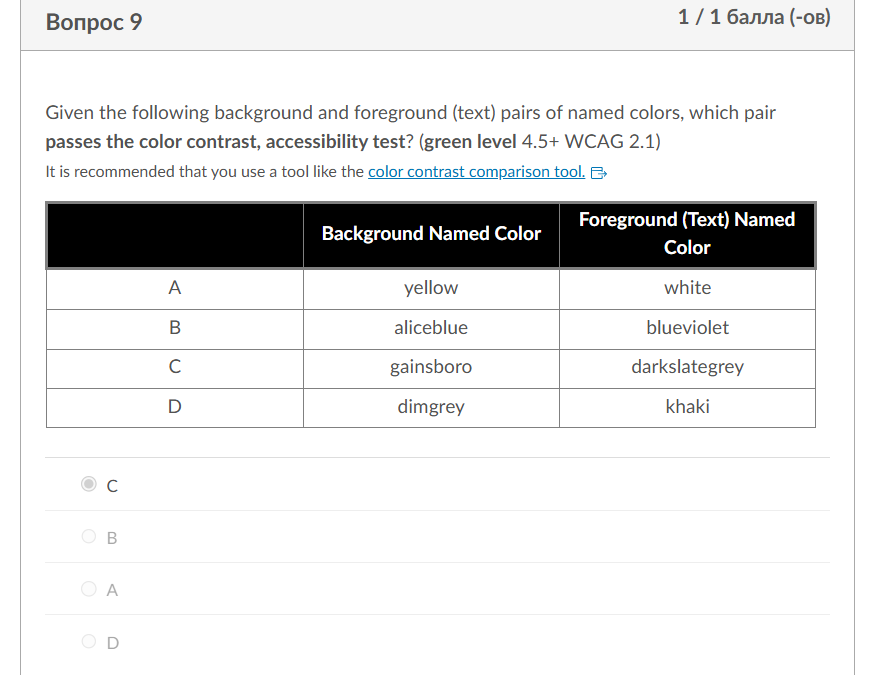 Вопрос 9
1 / 1 балла (-ов)
Given the following background and foreground (text) pairs of named colors, which pair
passes the color contrast, accessibility test? (green level 4.5+ WCAG 2.1)
It is recommended that you use a tool like the color contrast comparison tool.
Background Named Color
Foreground (Text) Named
Color
A yellow white
B aliceblue blueviolet
C gainsboro darkslategrey
D dimgrey khaki
C
B
A
D